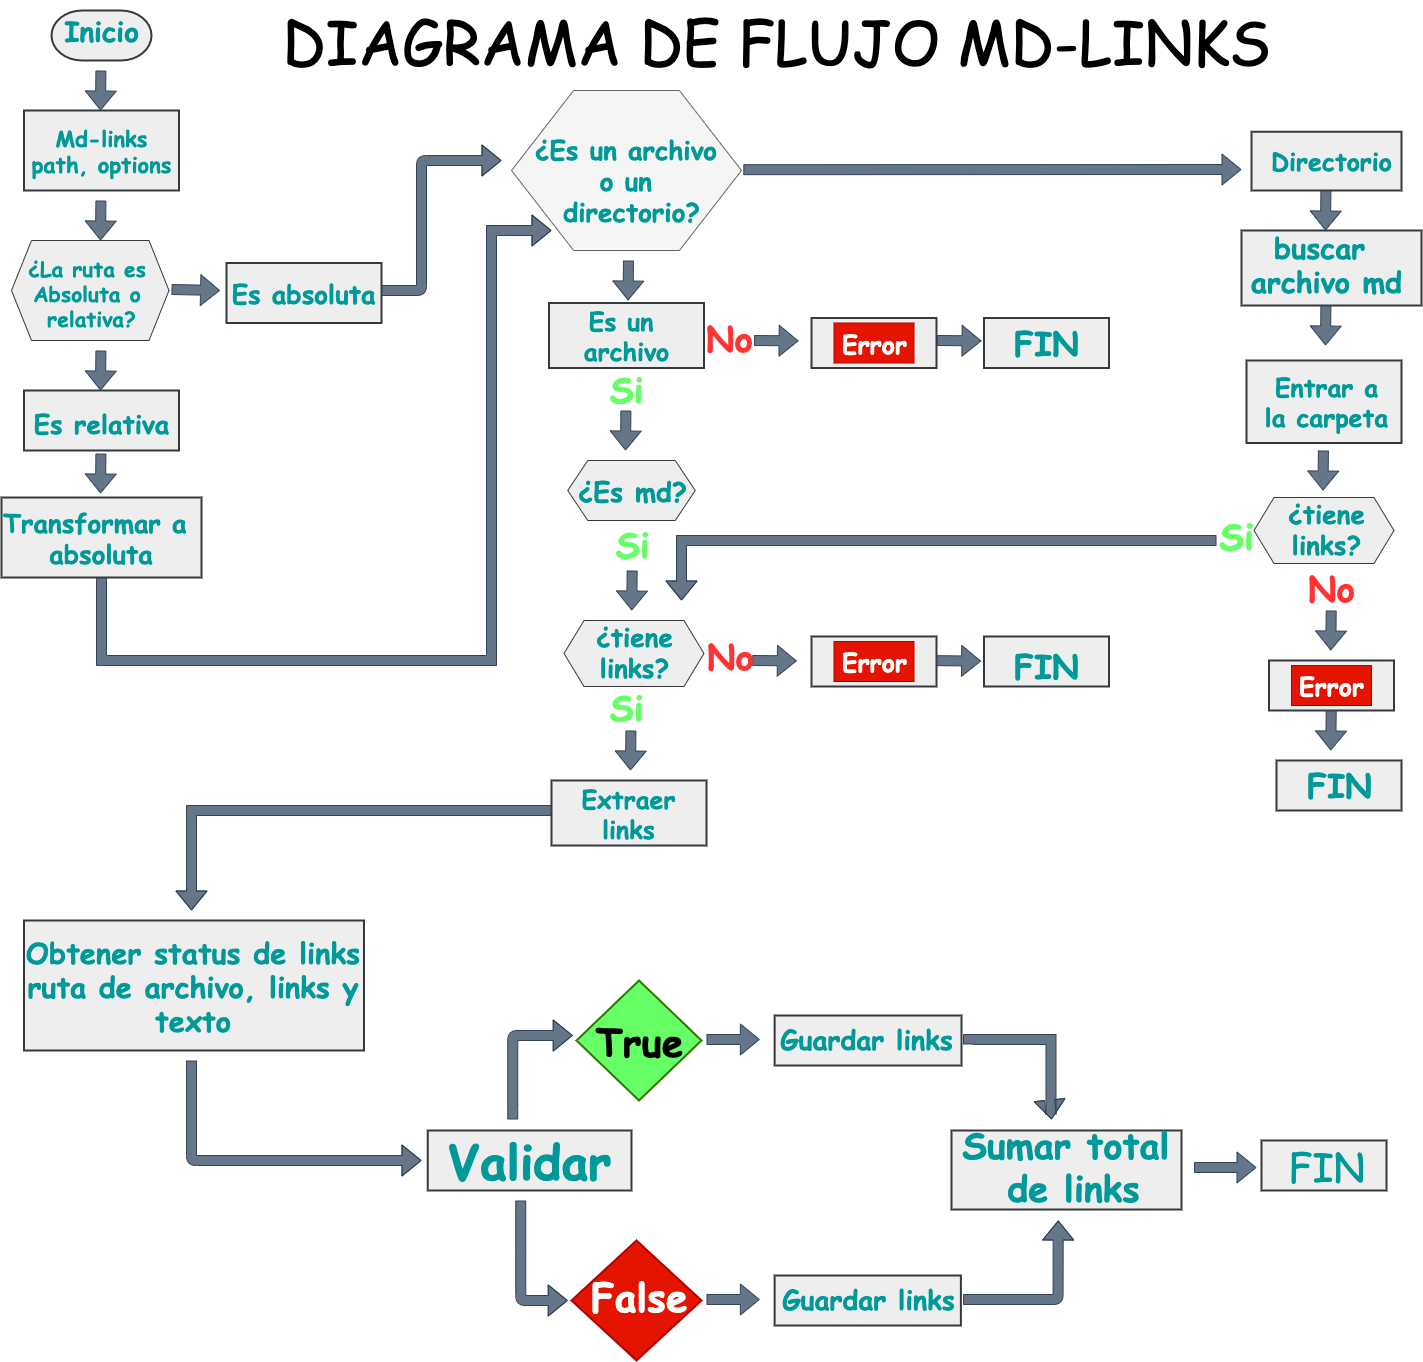 DIAGRAMA DE FLUJO MD-LINKS
Inicio
Md-links
path, options
¿La ruta es
Absoluta o
relativa?
Es absoluta
Es relativa
Transformar a
absoluta
¿Es un archivo
o un
directorio?
Es un
archivo
No
Error
FIN
Si
¿Es md?
Si
¿tiene
links?
No
Error
FIN
Si
Extraer
links
Directorio
buscar
archivo md
Entrar a
la carpeta
¿tiene
links?
Si
No
Error
FIN
Obtener status de links
ruta de archivo, links y
texto
Validar
True
Guardar links
False
Guardar links
Sumar total
de links
FIN